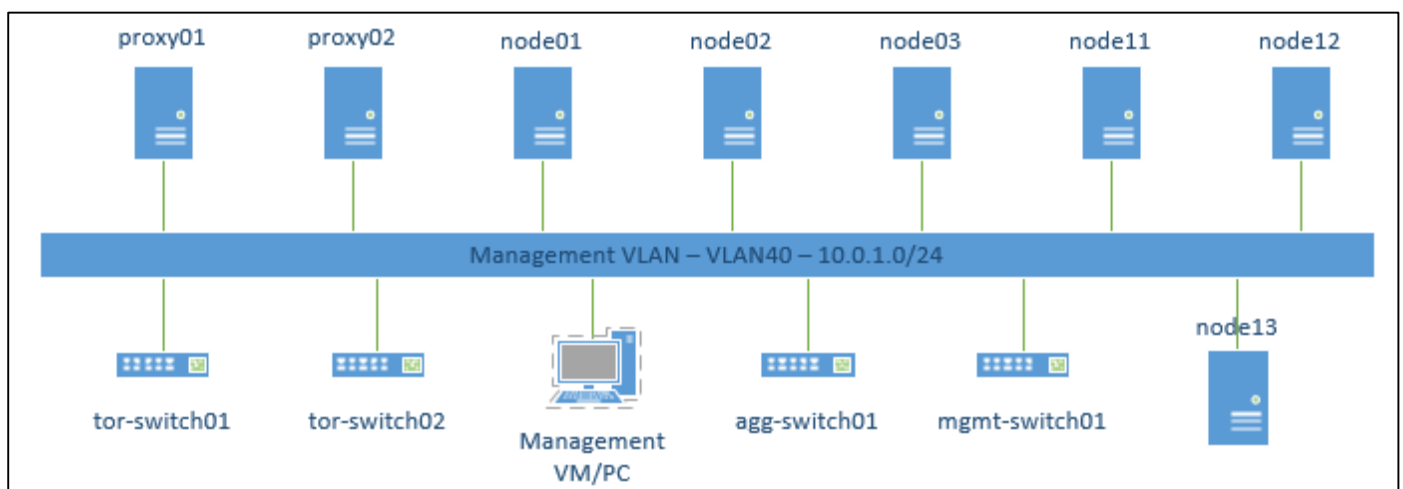 proxy01
proxy02
node01
node02
node03
node11
node12
Management VLAN – VLAN40 – 10.0.1.0/24
node13
tor-switch01
tor-switch02
Management
VM/PC
agg-switch01
mgmt-switch01